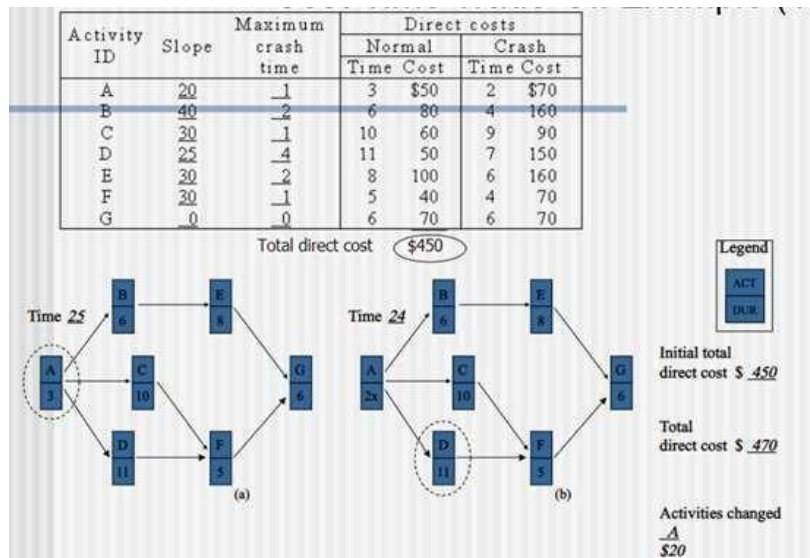 Activity ID Slope Maximum crash time Direct costs
Normal Crash
Time Cost Time Cost
A 20 1 3 $50 2 $70
B 40 2 6 80 4 160
C 30 1 10 60 9 90
D 25 4 11 50 7 150
E 30 2 8 100 6 160
F 30 1 5 40 4 70
G 0 0 6 70 6 70
Total direct cost $450
Time 25
B 6
E 8
A 3
C 10
G 6
D 11
F 5
(a)
Time 24
B 6
E 8
A 2x
C 10
G 6
D 11
F 5
(b)
Legend
ACT
DUR
Initial total
direct cost $ 450
Total
direct cost $ 470
Activities changed
A
$20